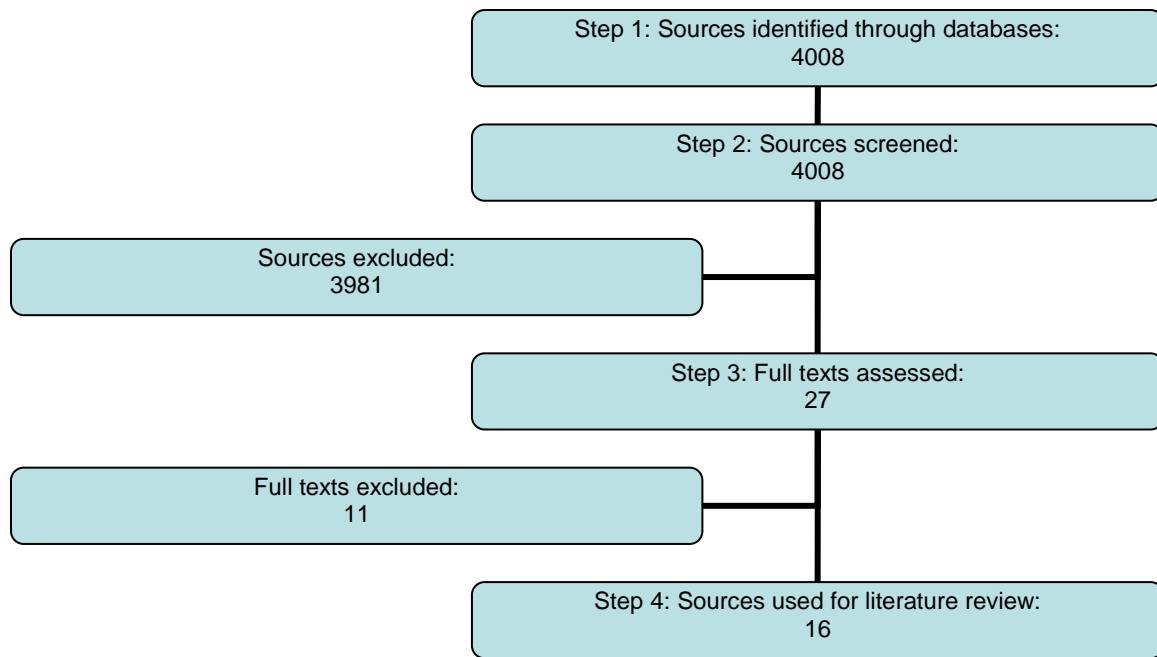 Step 1: Sources identified through databases:
4008
Step 2: Sources screened:
4008
Sources excluded:
3981
Step 3: Full texts assessed:
27
Full texts excluded:
11
Step 4: Sources used for literature review:
16